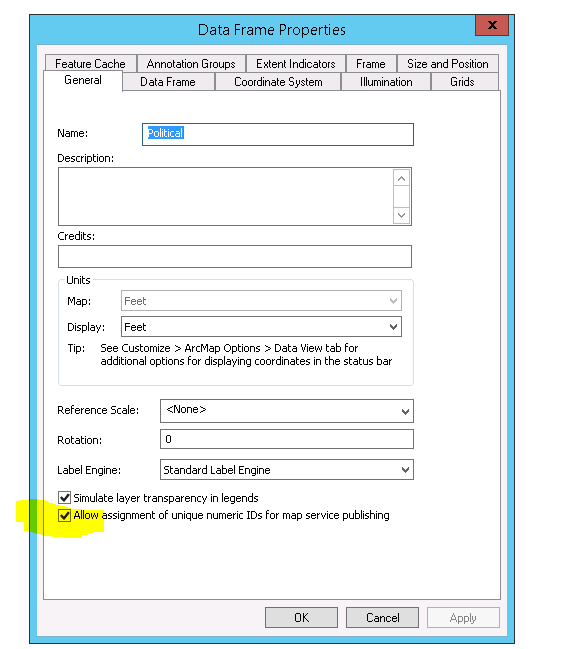 Data Frame Properties
x
Feature Cache
Annotation Groups
Extent Indicators
Frame
Size and Position
General
Data Frame
Coordinate System
Illumination
Grids
Name:
Political
Description:
Credits:
Units
Map:
Feet
Display:
Feet
Tip:
See Customize > ArcMap Options > Data View tab for
additional options for displaying coordinates in the status bar
Reference Scale:
<None>
Rotation:
0
Label Engine:
Standard Label Engine
Simulate layer transparency in legends
Allow assignment of unique numeric IDs for map service publishing
OK
Cancel
Apply